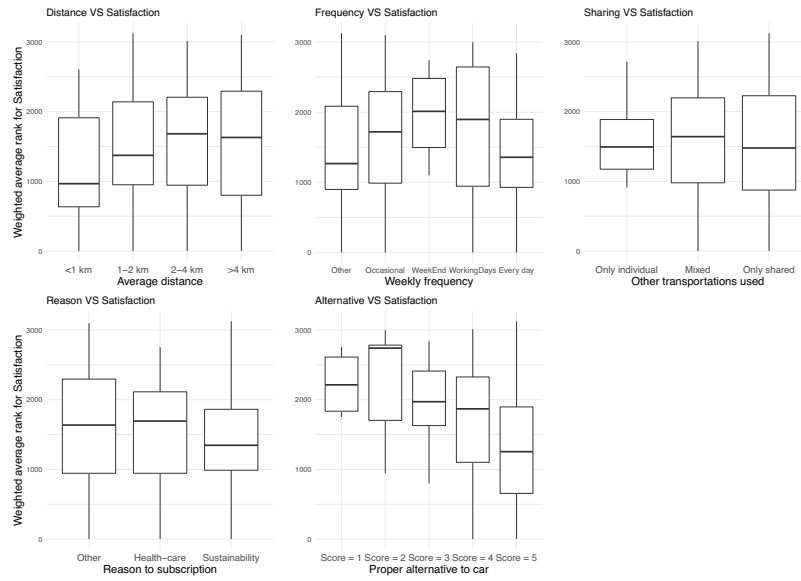 Distance VS Satisfaction
Weighted average rank for Satisfaction
3000
2000
1000
0
<1 km
1−2 km
2−4 km
>4 km
Average distance
Frequency VS Satisfaction
3000
2000
1000
0
Other
Occasional
WeekEnd
WorkingDays
Every day
Weekly frequency
Sharing VS Satisfaction
3000
2000
1000
0
Only individual
Mixed
Only shared
Other transportations used
Reason VS Satisfaction
Weighted average rank for Satisfaction
3000
2000
1000
0
Other
Health−care
Sustainability
Reason to subscription
Alternative VS Satisfaction
3000
2000
1000
0
Score = 1
Score = 2
Score = 3
Score = 4
Score = 5
Proper alternative to car